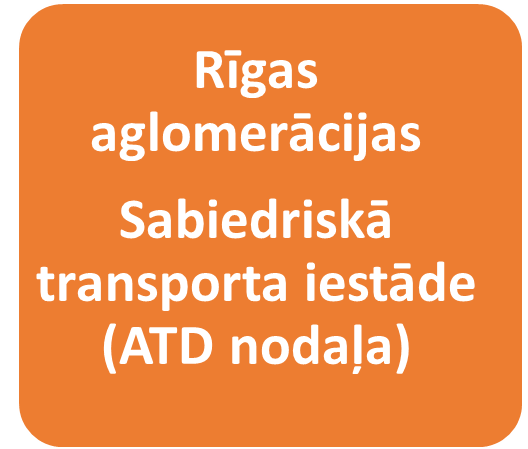 Rīgas
aglomerācijas
Sabiedriskā
transporta iestāde
(ATD nodaļa)